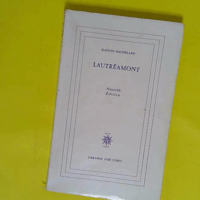 GASTON BACHELARD
LAUTRÉAMONT
Nouvelle
Édition
LIBRAIRIE JOSÉ CORTI